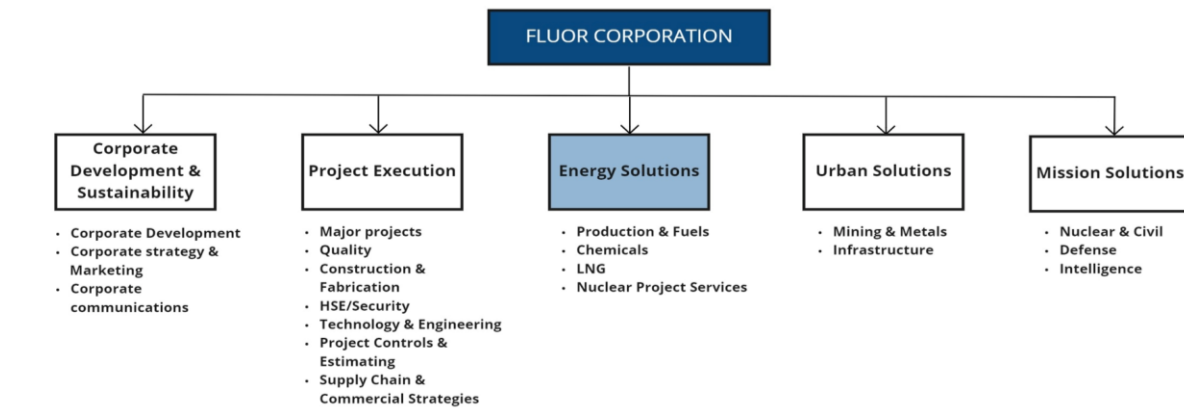 FLUOR CORPORATION
Corporate
Development &
Sustainability
Project Execution
Energy Solutions
Urban Solutions
Mission Solutions
• Corporate Development
• Corporate strategy &
Marketing
• Corporate
communications
• Major projects
• Quality
• Construction &
Fabrication
• HSE/Security
• Technology & Engineering
• Project Controls &
Estimating
• Supply Chain &
Commercial Strategies
• Production & Fuels
• Chemicals
• LNG
• Nuclear Project Services
• Mining & Metals
• Infrastructure
• Nuclear & Civil
• Defense
• Intelligence